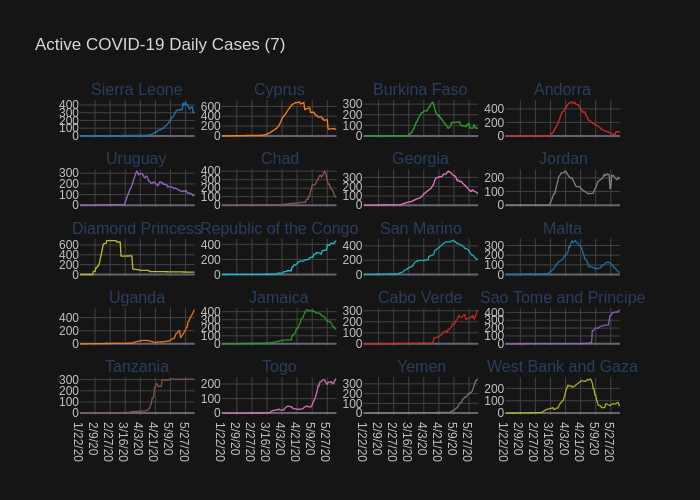 Active COVID-19 Daily Cases (7)
Sierra Leone Cyprus Burkina Faso Andorra
400 300 200 100 0
600 400 200 0
300 200 100 0
400 200 0
Uruguay Chad Georgia Jordan
300 200 100 0
400 300 200 100 0
300 200 100 0
200 100 0
Diamond Princess Republic of the Congo San Marino Malta
600 400 200 0
400 200 0
400 200 0
300 200 100 0
Uganda Jamaica Cabo Verde Sao Tome and Principe
400 200 0
400 300 200 100 0
300 200 100 0
400 300 200 100 0
Tanzania Togo Yemen West Bank and Gaza
300 200 100 0
200 100 0
300 200 100 0
200 100 0
1/22/20 2/9/20 2/27/20 3/16/20 4/3/20 4/21/20 5/9/20 5/27/20
1/22/20 2/9/20 2/27/20 3/16/20 4/3/20 4/21/20 5/9/20 5/27/20
1/22/20 2/9/20 2/27/20 3/16/20 4/3/20 4/21/20 5/9/20 5/27/20
1/22/20 2/9/20 2/27/20 3/16/20 4/3/20 4/21/20 5/9/20 5/27/20